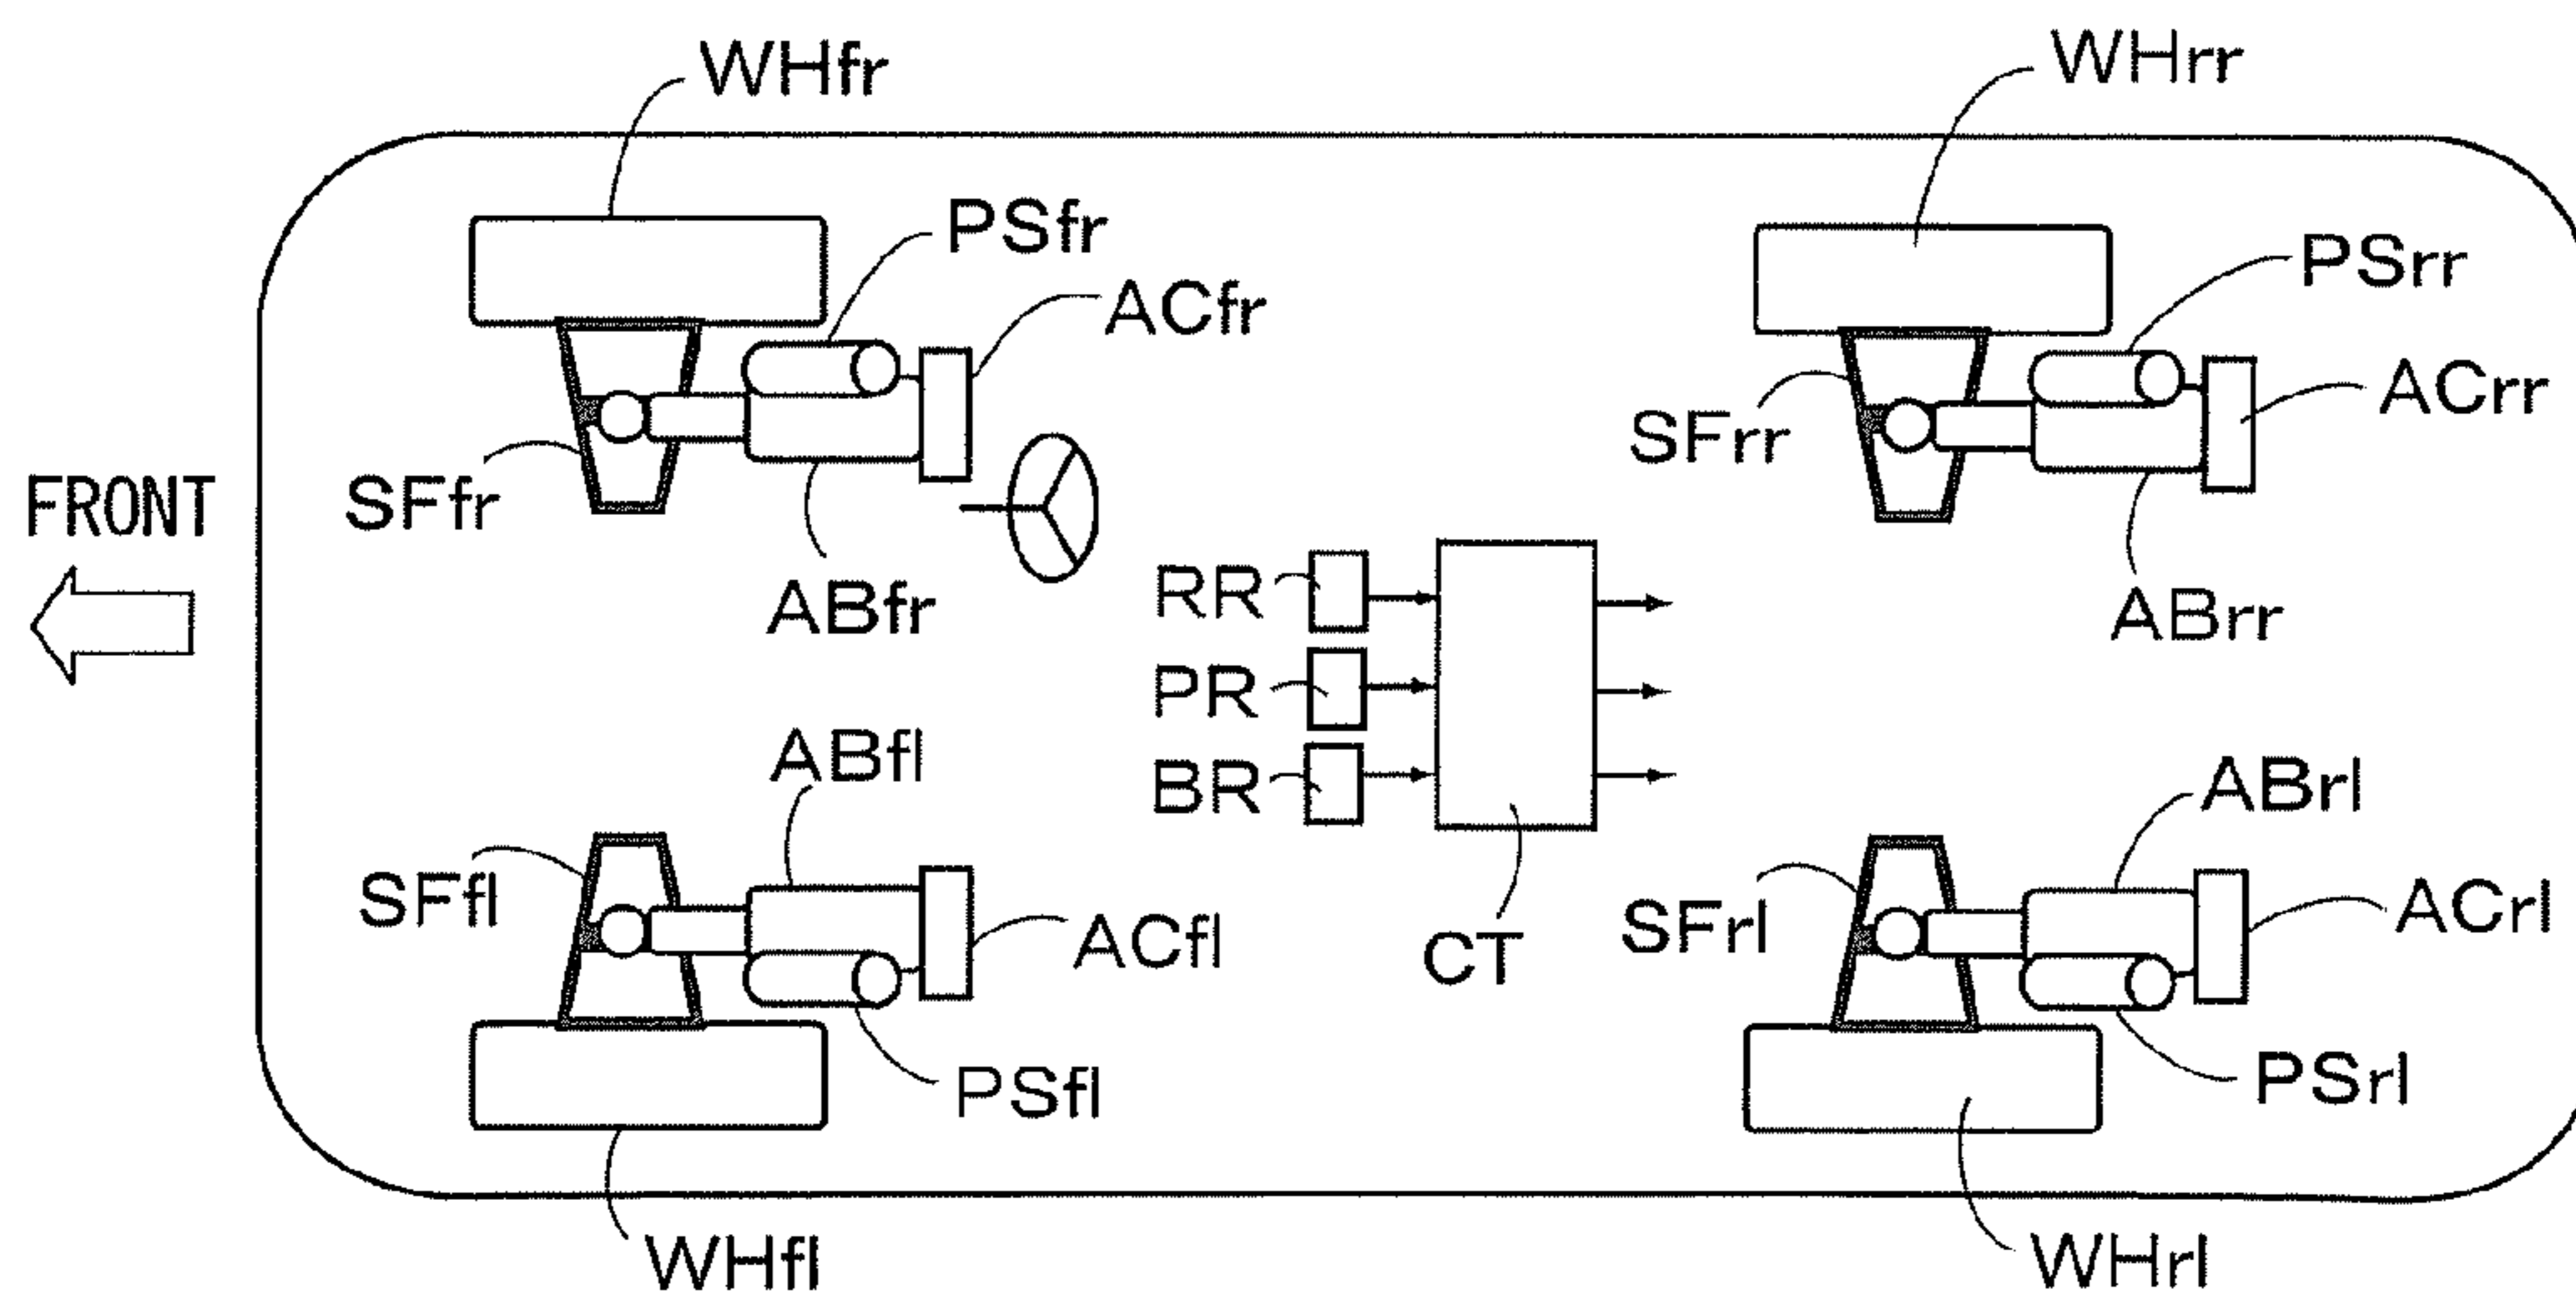 WHfr
WHrr
PSfr
PSrr
ACfr
ACrr
SFrr
FRONT
SFfr
RR
ABfr
ABrr
PR
ABfl
BR
ABrl
SFfl
ACfl
CT
SFrl
ACrl
PSfl
PSrl
WHfl
WHrl